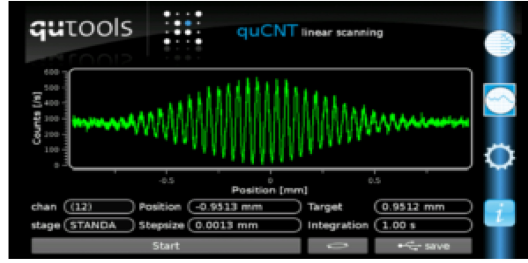 qutools
quCNT linear scanning
600
500
400
300
200
100
0
Counts [/s]
-0.5 0 0.5
Position [mm]
chan (12) Position -0.9513 mm Target 0.9512 mm
stage STANDA Stepsize 0.0013 mm Integration 1.00 s
Start save
i